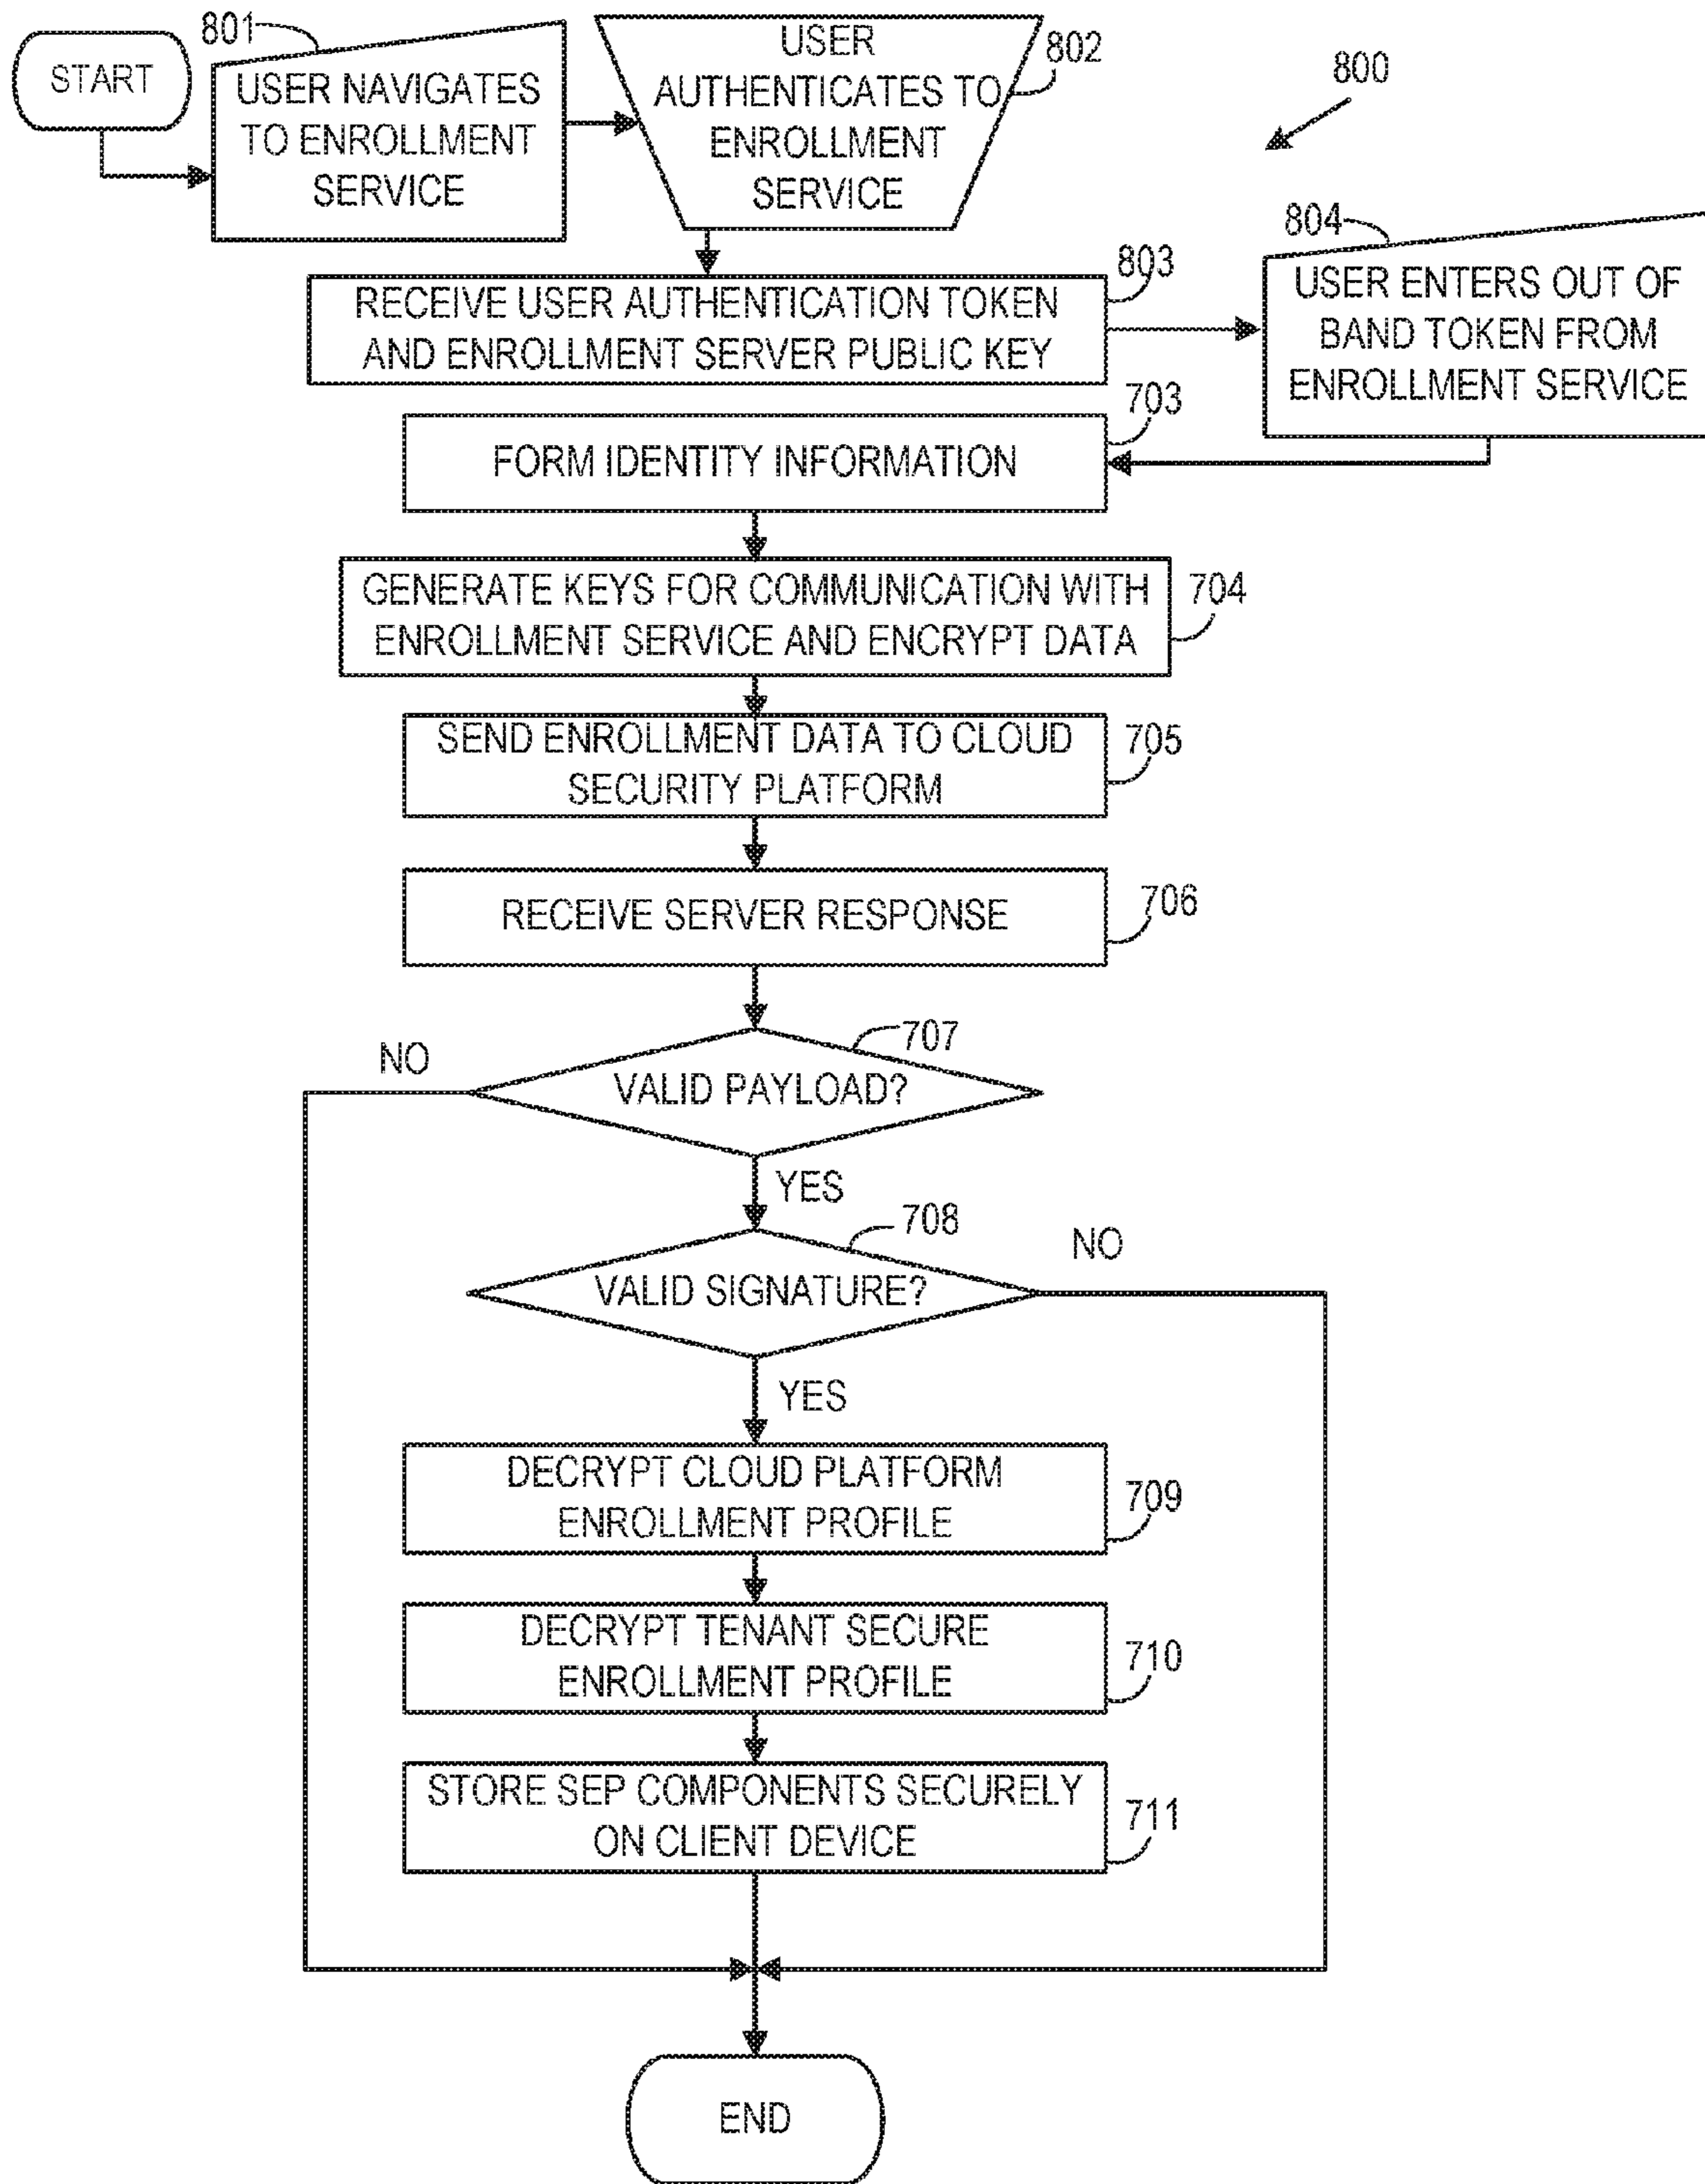 START
801
USER NAVIGATES
TO ENROLLMENT
SERVICE
USER
AUTHENTICATES TO
ENROLLMENT
SERVICE
802
800
RECEIVE USER AUTHENTICATION TOKEN
AND ENROLLMENT SERVER PUBLIC KEY
803
804
USER ENTERS OUT OF
BAND TOKEN FROM
ENROLLMENT SERVICE
FORM IDENTITY INFORMATION
703
GENERATE KEYS FOR COMMUNICATION WITH
ENROLLMENT SERVICE AND ENCRYPT DATA
704
SEND ENROLLMENT DATA TO CLOUD
SECURITY PLATFORM
705
RECEIVE SERVER RESPONSE
706
707
NO
VALID PAYLOAD?
YES
708
NO
VALID SIGNATURE?
YES
DECRYPT CLOUD PLATFORM
ENROLLMENT PROFILE
709
DECRYPT TENANT SECURE
ENROLLMENT PROFILE
710
STORE SEP COMPONENTS SECURELY
ON CLIENT DEVICE
711
END